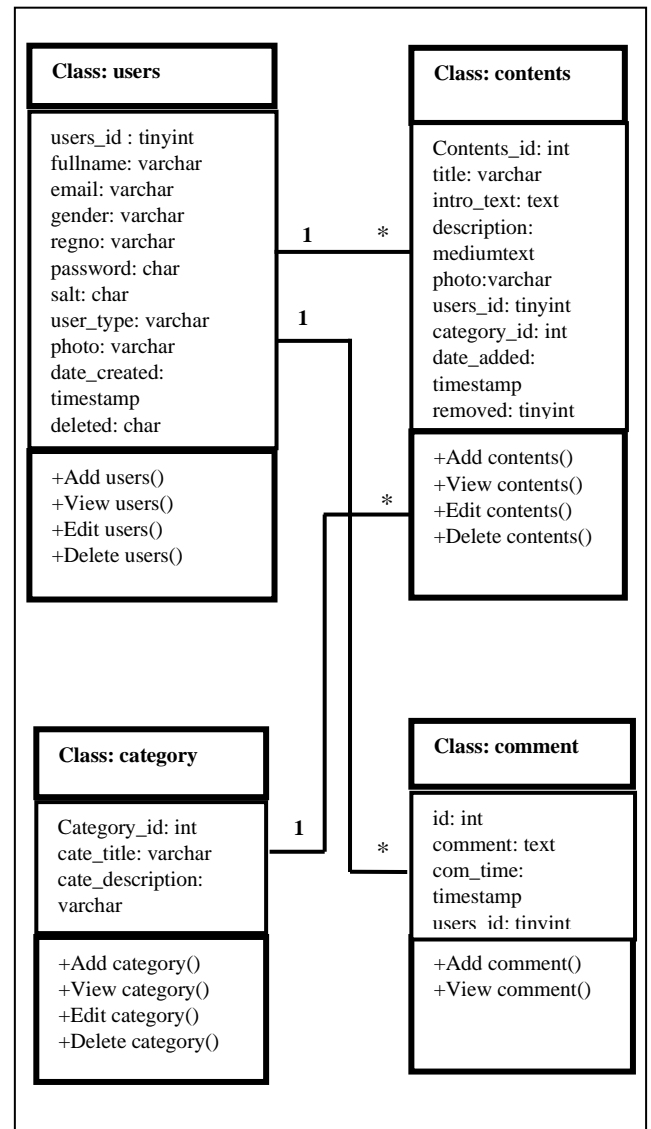 Class: users
users_id : tinyint
fullname: varchar
email: varchar
gender: varchar
regno: varchar
password: char
salt: char
user_type: varchar
photo: varchar
date_created:
timestamp
deleted: char
+Add users()
+View users()
+Edit users()
+Delete users()
1
*
1
*
1
*
Class: contents
Contents_id: int
title: varchar
intro_text: text
description:
mediumtext
photo:varchar
users_id: tinyint
category_id: int
date_added:
timestamp
removed: tinyint
+Add contents()
+View contents()
+Edit contents()
+Delete contents()
Class: category
Category_id: int
cate_title: varchar
cate_description:
varchar
+Add category()
+View category()
+Edit category()
+Delete category()
Class: comment
id: int
comment: text
com_time:
timestamp
users_id: tinyint
+Add comment()
+View comment()